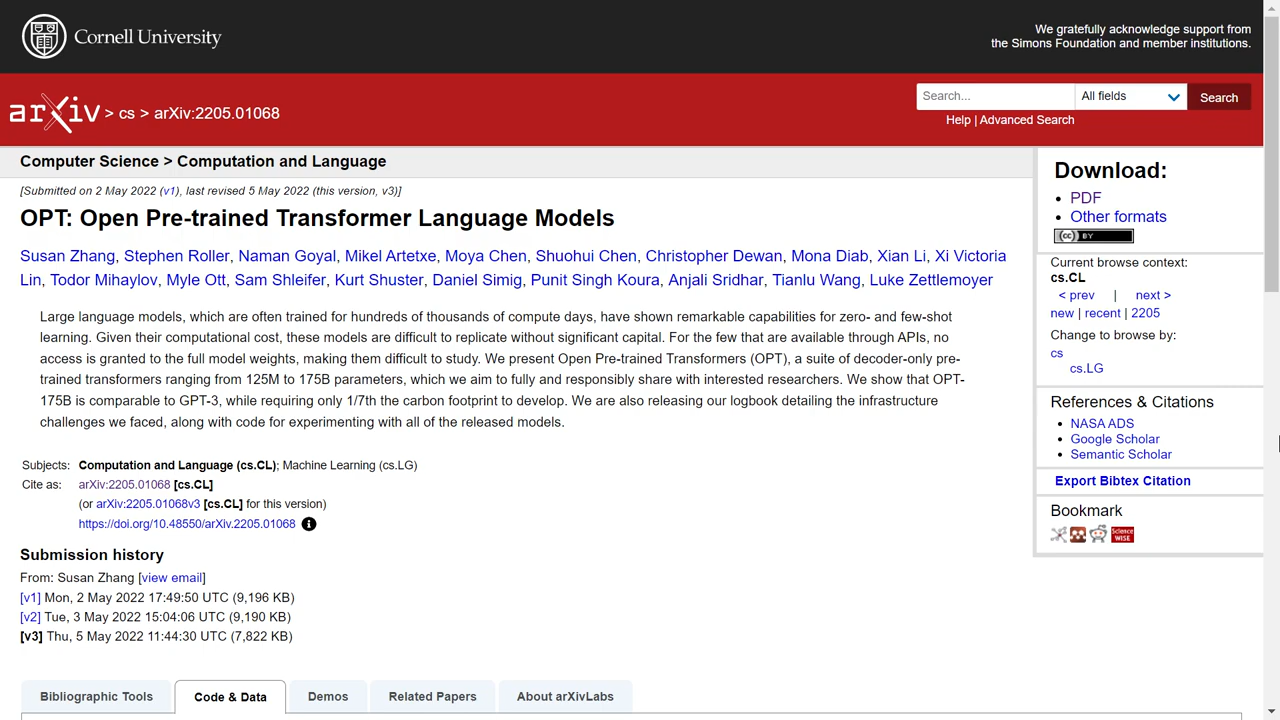 Cornell University
We gratefully acknowledge support from
the Simons Foundation and member institutions.
arXiv > cs > arXiv:2205.01068
Search...
All fields
Search
Help | Advanced Search
Computer Science > Computation and Language
[Submitted on 2 May 2022 (v1), last revised 5 May 2022 (this version, v3)]
OPT: Open Pre-trained Transformer Language Models
Susan Zhang, Stephen Roller, Naman Goyal, Mikel Artetxe, Moya Chen, Shuohui Chen, Christopher Dewan, Mona Diab, Xian Li, Xi Victoria
Lin, Todor Mihaylov, Myle Ott, Sam Shleifer, Kurt Shuster, Daniel Simig, Punit Singh Koura, Anjali Sridhar, Tianlu Wang, Luke Zettlemoyer
Large language models, which are often trained for hundreds of thousands of compute days, have shown remarkable capabilities for zero- and few-shot
learning. Given their computational cost, these models are difficult to replicate without significant capital. For the few that are available through APIs, no
access is granted to the full model weights, making them difficult to study. We present Open Pre-trained Transformers (OPT), a suite of decoder-only pre-
trained transformers ranging from 125M to 175B parameters, which we aim to fully and responsibly share with interested researchers. We show that OPT-
175B is comparable to GPT-3, while requiring only 1/7th the carbon footprint to develop. We are also releasing our logbook detailing the infrastructure
challenges we faced, along with code for experimenting with all of the released models.
Subjects: Computation and Language (cs.CL); Machine Learning (cs.LG)
Cite as: arXiv:2205.01068 [cs.CL]
(or arXiv:2205.01068v3 [cs.CL] for this version)
https://doi.org/10.48550/arXiv.2205.01068
Submission history
From: Susan Zhang [view email]
[v1] Mon, 2 May 2022 17:49:50 UTC (9,196 KB)
[v2] Tue, 3 May 2022 15:04:06 UTC (9,190 KB)
[v3] Thu, 5 May 2022 11:44:30 UTC (7,822 KB)
Bibliographic Tools
Code & Data
Demos
Related Papers
About arXivLabs
Download:
PDF
Other formats
(cc) BY
Current browse context:
cs.CL
< prev | next >
new | recent | 2205
Change to browse by:
cs
cs.LG
References & Citations
NASA ADS
Google Scholar
Semantic Scholar
Export Bibtex Citation
Bookmark
Science
WISE